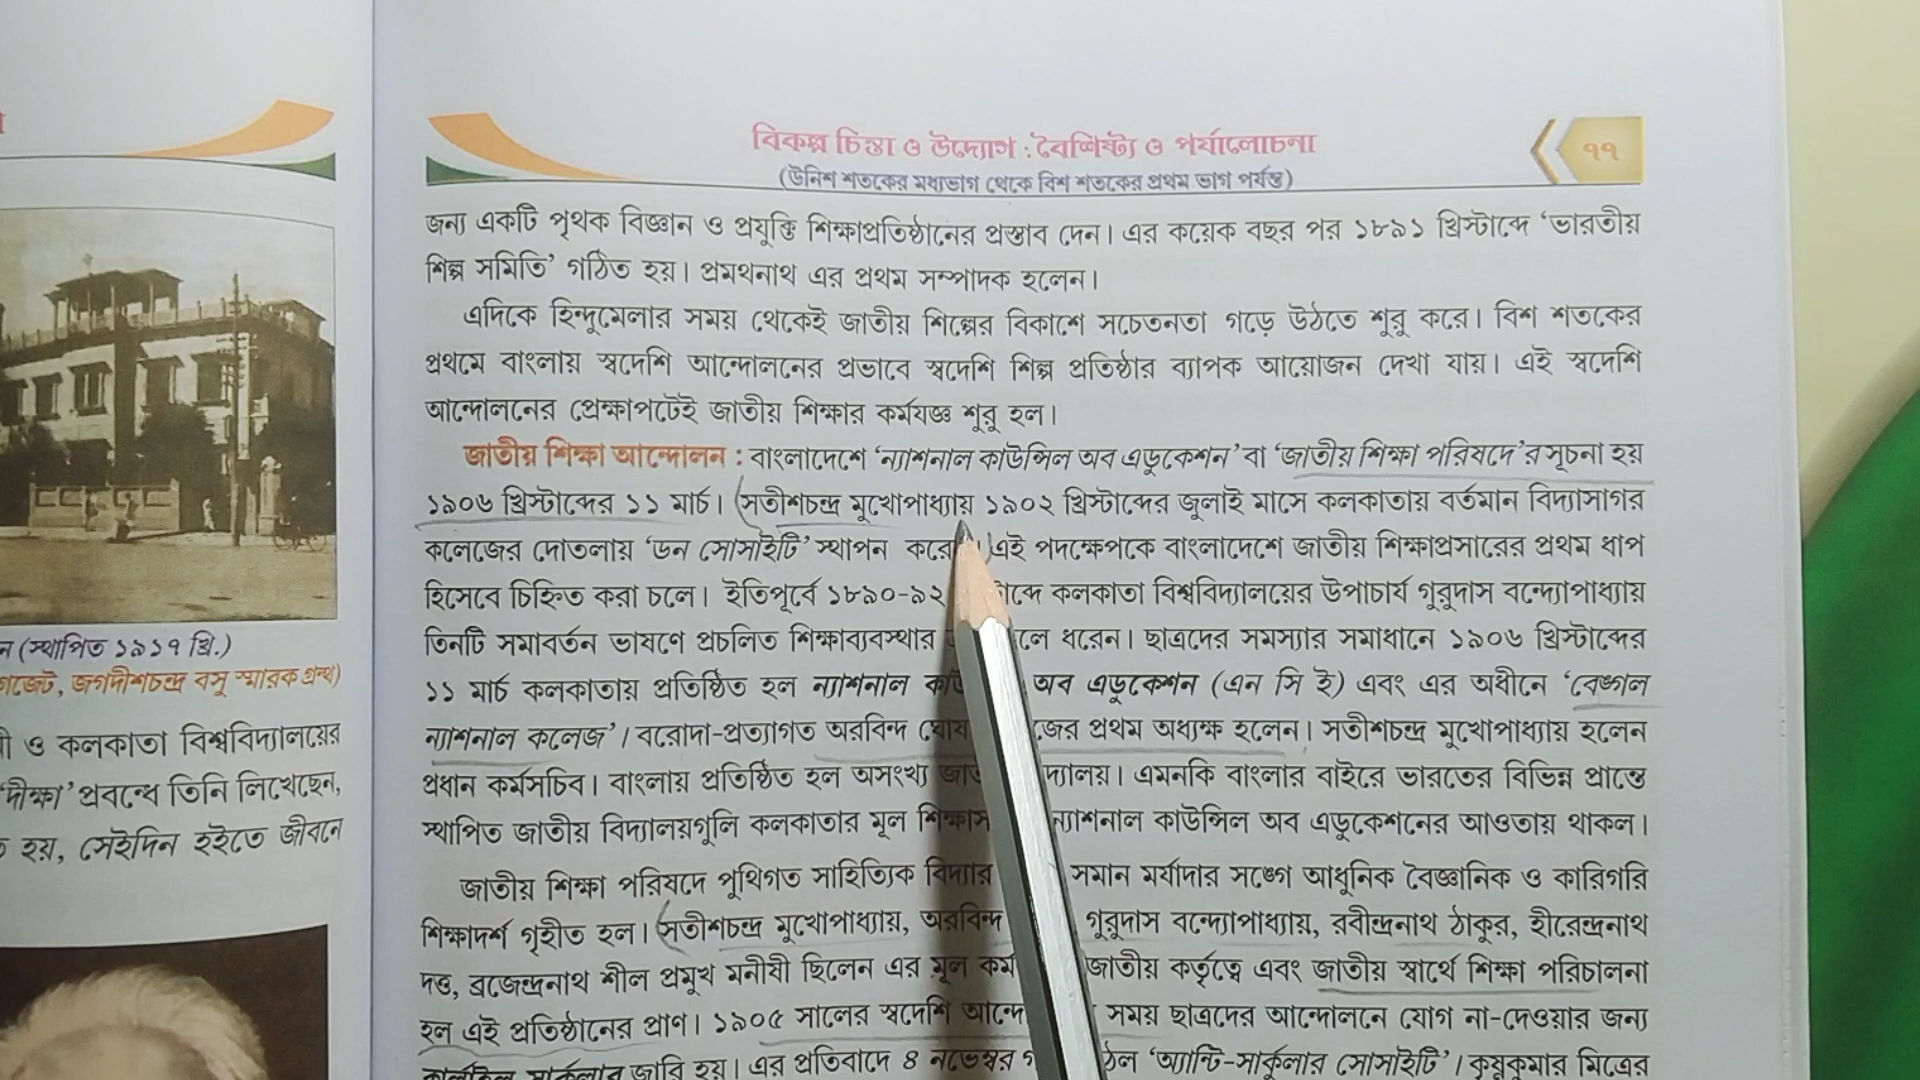 ন (স্থাপিত ১৯১৭ খ্রি.)
গেজেট, জগদীশচন্দ্র বসু স্মারক গ্রন্থ)
ও কলকাতা বিশ্ববিদ্যালয়ের
'দীক্ষা' প্রবন্ধে তিনি লিখেছেন,
হয়, সেইদিন হইতে জীবনে
বিকল্প চিন্তা ও উদ্যোগ : বৈশিষ্ট্য ও পর্যালোচনা
(উনিশ শতকের মধ্যভাগ থেকে বিশ শতকের প্রথম ভাগ পর্যন্ত)
৭৭
জন্য একটি পৃথক বিজ্ঞান ও প্রযুক্তি শিক্ষাপ্রতিষ্ঠানের প্রস্তাব দেন। এর কয়েক বছর পর ১৮৯১ খ্রিস্টাব্দে 'ভারতীয়
শিল্প সমিতি' গঠিত হয়। প্রমথনাথ এর প্রথম সম্পাদক হলেন।
এদিকে হিন্দুমেলার সময় থেকেই জাতীয় শিল্পের বিকাশে সচেতনতা গড়ে উঠতে শুরু করে। বিশ শতকের
প্রথমে বাংলায় স্বদেশি আন্দোলনের প্রভাবে স্বদেশি শিল্প প্রতিষ্ঠার ব্যাপক আয়োজন দেখা যায়। এই স্বদেশি
আন্দোলনের প্রেক্ষাপটেই জাতীয় শিক্ষার কর্মযজ্ঞ শুরু হল।
জাতীয় শিক্ষা আন্দোলন : বাংলাদেশে 'ন্যাশনাল কাউন্সিল অব এডুকেশন' বা 'জাতীয় শিক্ষা পরিষদে'র সূচনা হয়
১৯০৬ খ্রিস্টাব্দের ১১ মার্চ। (সতীশচন্দ্র মুখোপাধ্যায় ১৯০২ খ্রিস্টাব্দের জুলাই মাসে কলকাতায় বর্তমান বিদ্যাসাগর
কলেজের দোতলায় 'ডন সোসাইটি' স্থাপন করে ।)এই পদক্ষেপকে বাংলাদেশে জাতীয় শিক্ষাপ্রসারের প্রথম ধাপ
হিসেবে চিহ্নিত করা চলে। ইতিপূর্বে ১৮৯০-৯২ কলকাতা বিশ্ববিদ্যালয়ের উপাচার্য গুরুদাস বন্দ্যোপাধ্যায়
তিনটি সমাবর্তন ভাষণে প্রচলিত শিক্ষাব্যবস্থার ধরেন। ছাত্রদের সমস্যার সমাধানে ১৯০৬ খ্রিস্টাব্দের
১১ মার্চ কলকাতায় প্রতিষ্ঠিত হল ন্যাশনাল অব এডুকেশন (এন সি ই) এবং এর অধীনে 'বেঙ্গল
ন্যাশনাল কলেজ'। বরোদা-প্রত্যাগত অরবিন্দ ঘোষ প্রথম অধ্যক্ষ হলেন। সতীশচন্দ্র মুখোপাধ্যায় হলেন
প্রধান কর্মসচিব। বাংলায় প্রতিষ্ঠিত হল অসংখ্য এমনকি বাংলার বাইরে ভারতের বিভিন্ন প্রান্তে
স্থাপিত জাতীয় বিদ্যালয়গুলি কলকাতার মূল ন্যাশনাল কাউন্সিল অব এডুকেশনের আওতায় থাকল।
জাতীয় শিক্ষা পরিষদে পুথিগত সাহিত্যিক বিদ্যার সমান মর্যাদার সঙ্গে আধুনিক বৈজ্ঞানিক ও কারিগরি
শিক্ষাদর্শ গৃহীত হল। (সতীশচন্দ্র মুখোপাধ্যায়, অরবিন্দ গুরুদাস বন্দ্যোপাধ্যায়, রবীন্দ্রনাথ ঠাকুর, হীরেন্দ্রনাথ
দত্ত, ব্রজেন্দ্রনাথ শীল প্রমুখ মনীষী ছিলেন এর মূল জাতীয় কর্তৃত্বে এবং জাতীয় স্বার্থে শিক্ষা পরিচালনা
হল এই প্রতিষ্ঠানের প্রাণ। ১৯০৫ সালের স্বদেশি সময় ছাত্রদের আন্দোলনে যোগ না-দেওয়ার জন্য
কার্লাইল সার্কুলার জারি হয়। এর প্রতিবাদে ৪ নভেম্বর 'অ্যান্টি-সার্কুলার সোসাইটি'। কৃষ্ণকুমার মিত্রের